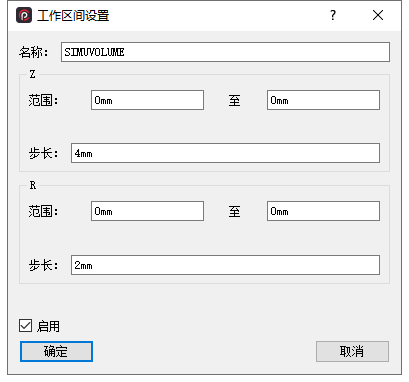 工作区间设置 ?
名称: SIMUVOLUME
Z
范围: 0mm 至 0mm
步长: 4mm
R
范围: 0mm 至 0mm
步长: 2mm
启用
确定 取消